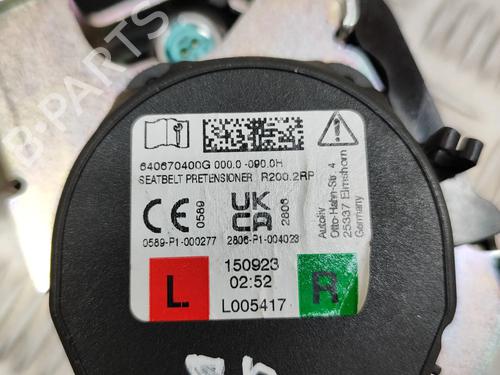 B-PARTS
640670400G 000.0 -090.0H
SEATBELT PRETENSIONER R200.2RP
CE 0589
UK CA 2806
0589-P1-000277 2806-P1-004023
Autoliv
Otto-Hahn-Str 4
25337 Elmshorn
Germany
L
150923
02:52
L005417
R